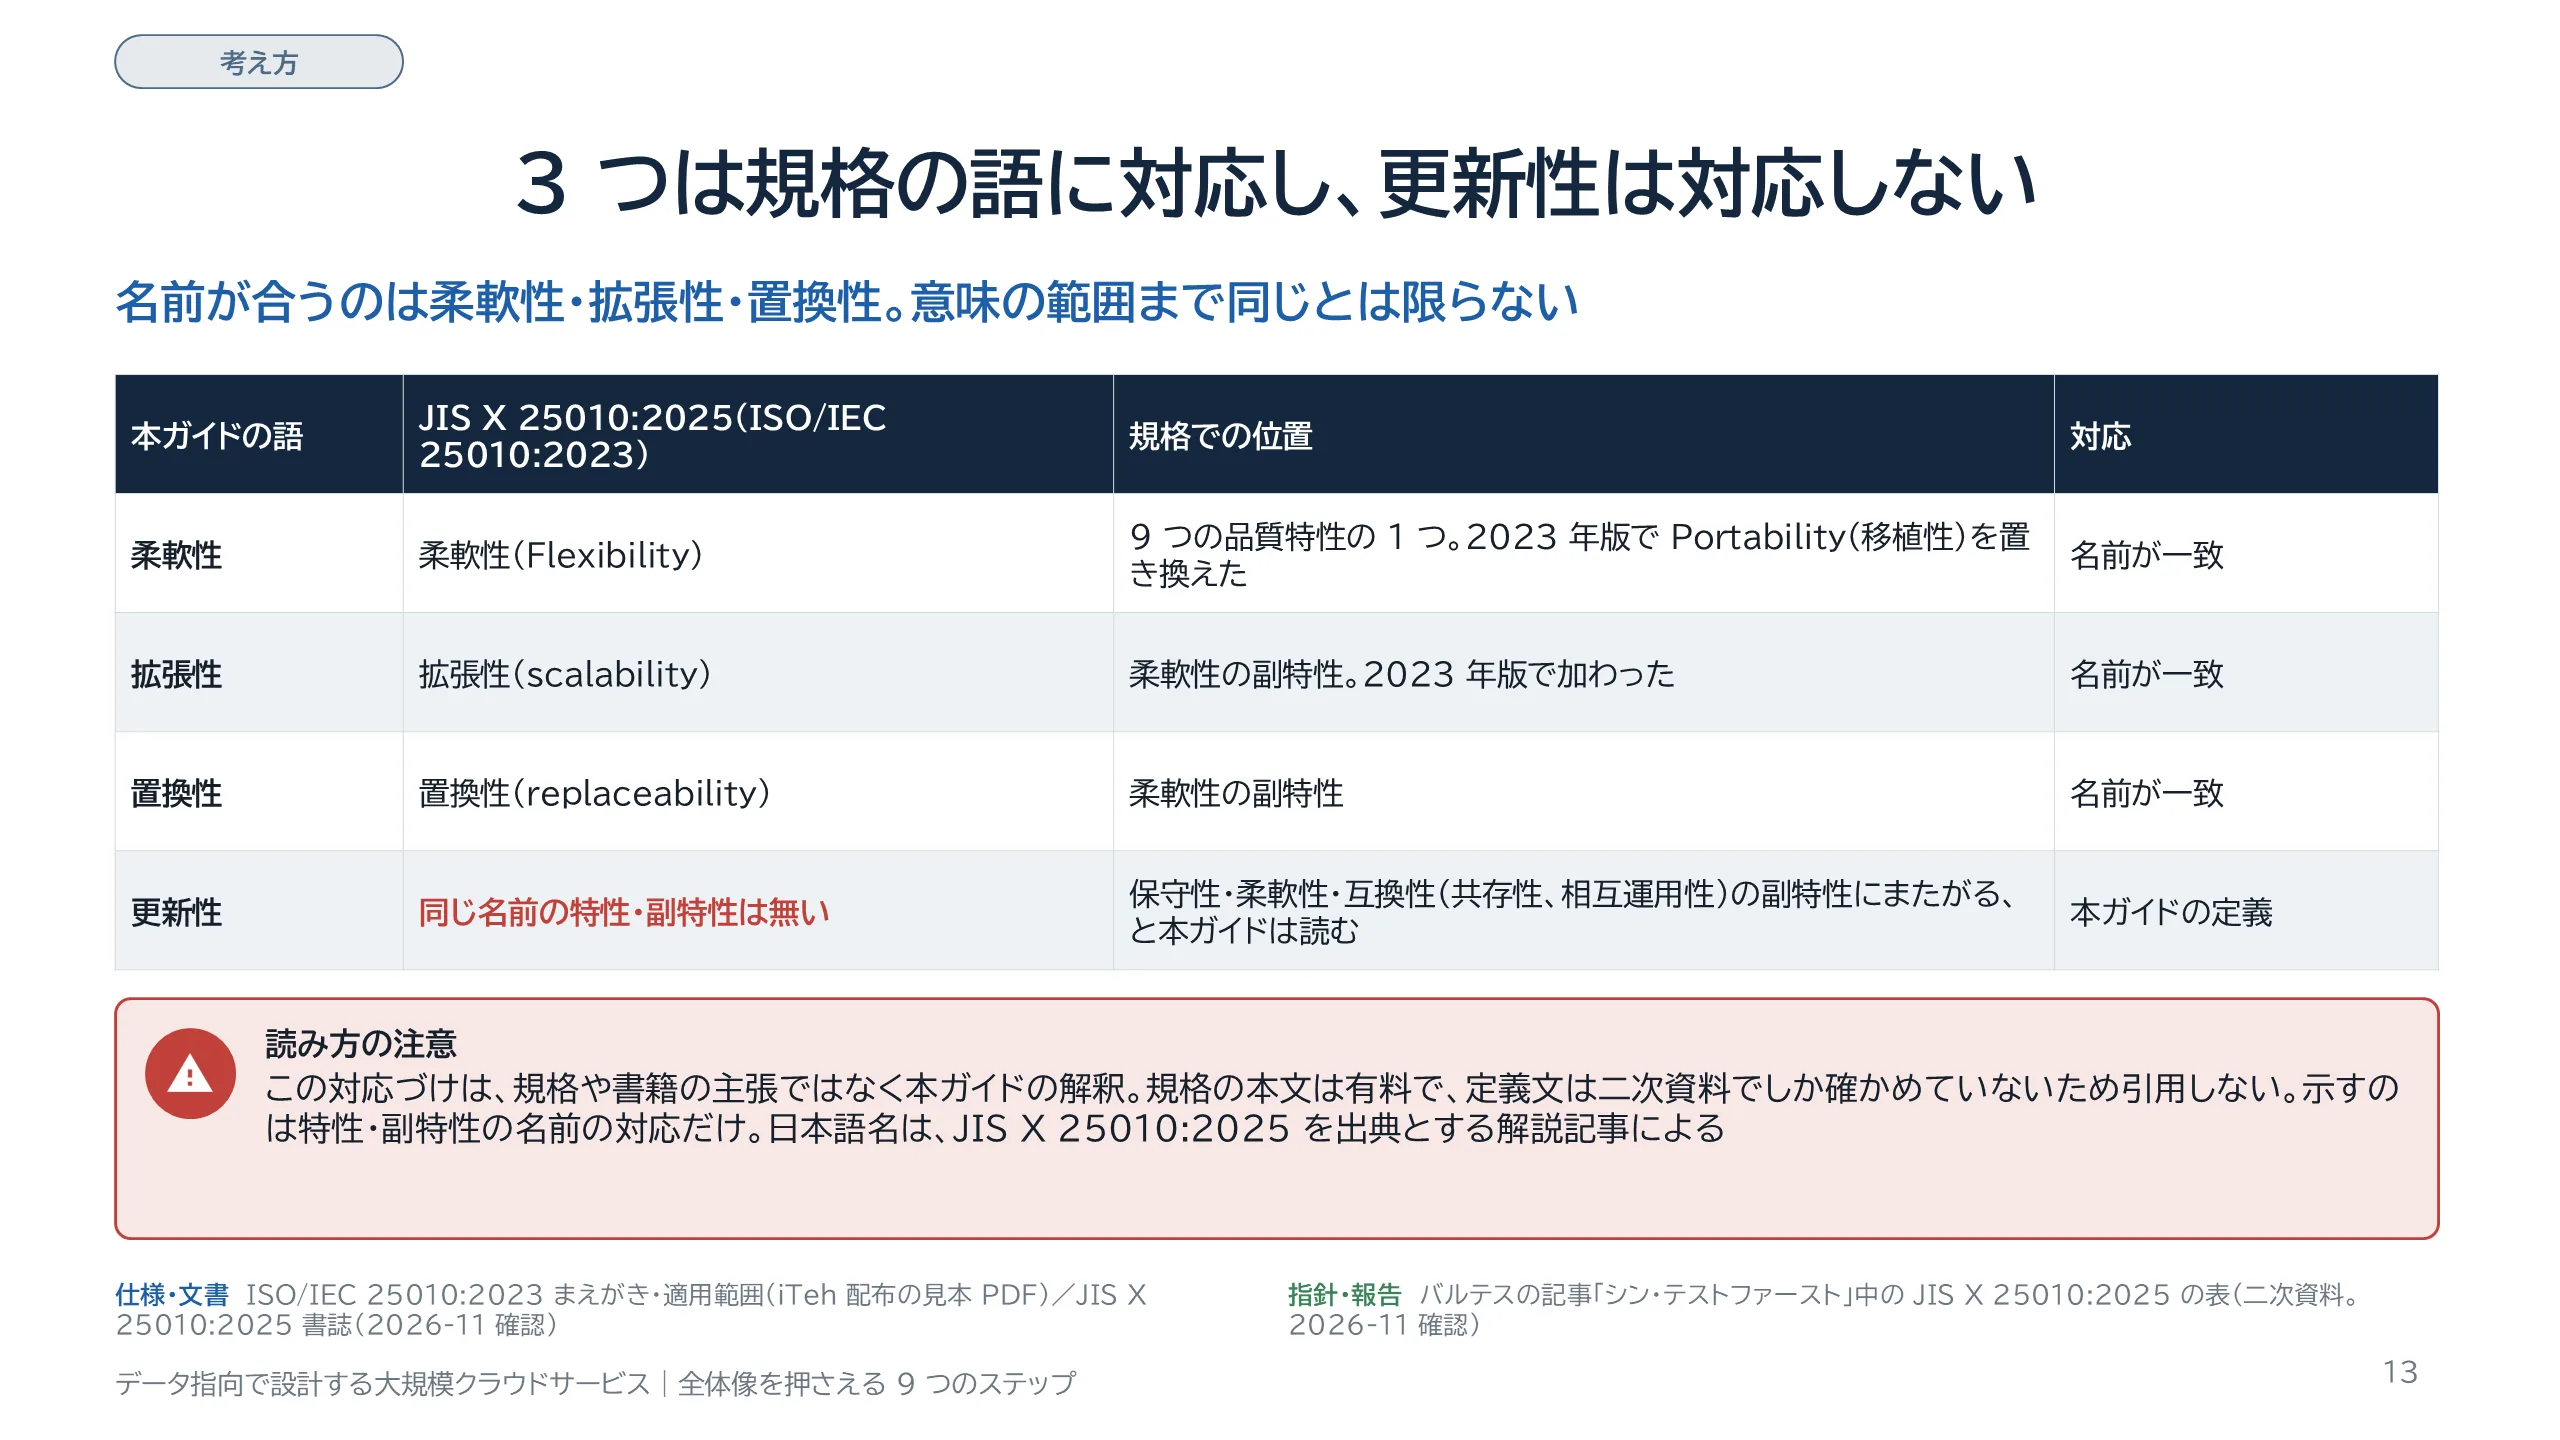 考え方
3 つは規格の語に対応し、更新性は対応しない
名前が合うのは柔軟性・拡張性・置換性。意味の範囲まで同じとは限らない
本ガイドの語
JIS X 25010:2025(ISO/IEC
25010:2023)
規格での位置
対応
柔軟性
柔軟性(Flexibility)
9 つの品質特性の 1 つ。2023 年版で Portability(移植性)を置
き換えた
名前が一致
拡張性
拡張性(scalability)
柔軟性の副特性。2023 年版で加わった
名前が一致
置換性
置換性(replaceability)
柔軟性の副特性
名前が一致
更新性
同じ名前の特性・副特性は無い
保守性・柔軟性・互換性(共存性、相互運用性)の副特性にまたがる、
と本ガイドは読む
本ガイドの定義
読み方の注意
この対応づけは、規格や書籍の主張ではなく本ガイドの解釈。規格の本文は有料で、定義文は二次資料でしか確かめていないため引用しない。示すの
は特性・副特性の名前の対応だけ。日本語名は、JIS X 25010:2025 を出典とする解説記事による
仕様・文書 ISO/IEC 25010:2023 まえがき・適用範囲(iTeh 配布の見本 PDF)／JIS X
25010:2025 書誌(2026-11 確認)
指針・報告 バルテスの記事「シン・テストファースト」中の JIS X 25010:2025 の表(二次資料。
2026-11 確認)
データ指向で設計する大規模クラウドサービス｜全体像を押さえる 9 つのステップ
13